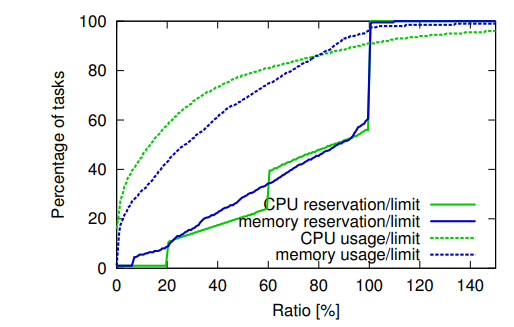 100
80
60
40
20
0
Percentage of tasks
CPU reservation/limit
memory reservation/limit
CPU usage/limit
memory usage/limit
0 20 40 60 80 100 120 140
Ratio [%]